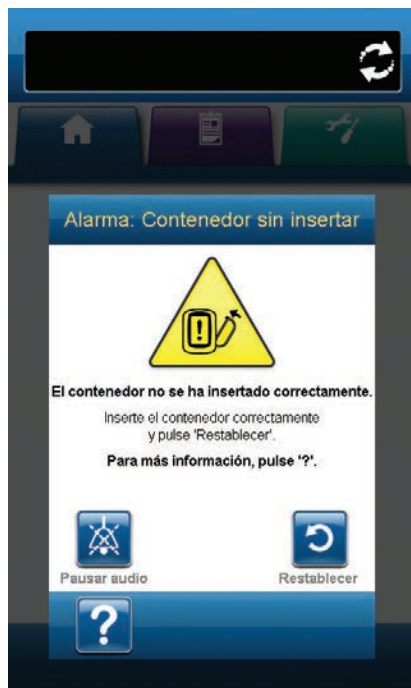 Alarma: Contenedor sin insertar
El contenedor no se ha insertado correctamente.
Inserte el contenedor correctamente
y pulse 'Restablecer'.
Para más información, pulse '?'.
Pausar audio
Restablecer
?